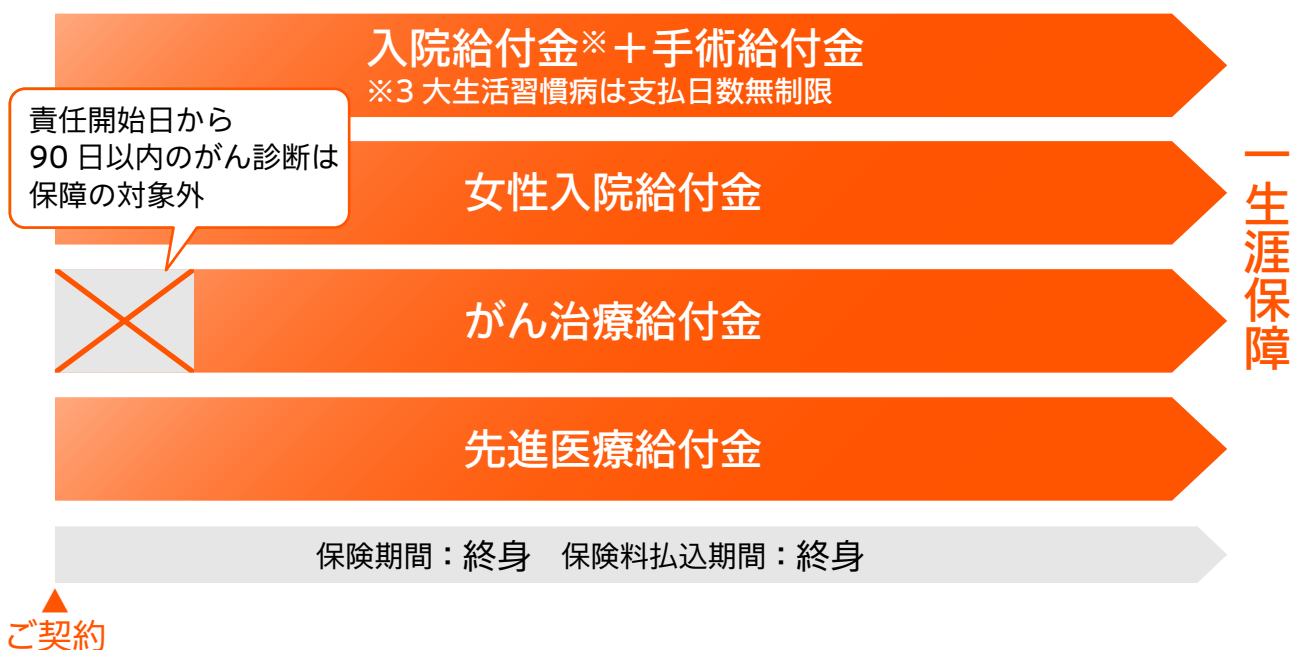 入院給付金※＋手術給付金
※3大生活習慣病は支払日数無制限
責任開始日から
90日以内のがん診断は
保障の対象外
女性入院給付金
がん治療給付金
先進医療給付金
一生涯保障
保険期間：終身　保険料払込期間：終身
ご契約